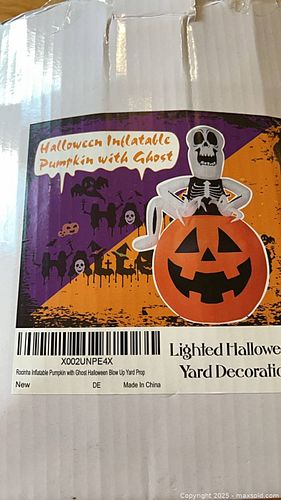 Halloween Inflatable
Pumpkin with Ghost
X002UNPE4X
Rocinha Inflatable Pumpkin with Ghost Halloween Blow Up Yard Prop
New DE Made In China
Lighted Hallowe
Yard Decoratio
Copyright 2025 - maxsold.com